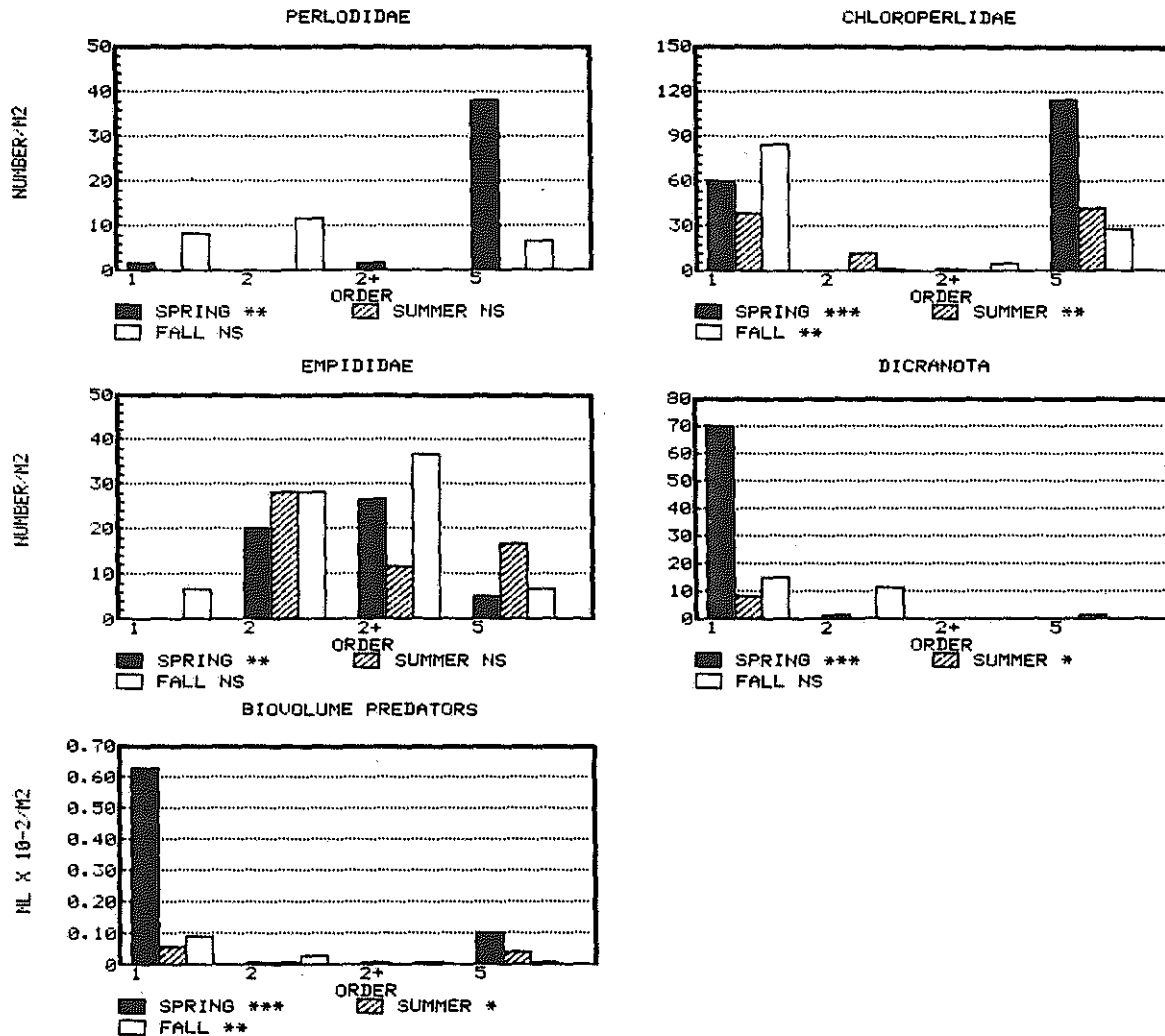 PERLODIDAE
NUMBER/M2
50
40
30
20
10
0
1 2 2+ 5
ORDER
SPRING ** SUMMER NS
FALL NS
CHLOROPERLIDAE
150
120
90
60
30
0
1 2 2+ 5
ORDER
SPRING *** SUMMER **
FALL **
EMPIDIDAE
NUMBER/M2
50
40
30
20
10
0
1 2 2+ 5
ORDER
SPRING ** SUMMER NS
FALL NS
DICRANOTA
80
70
60
50
40
30
20
10
0
1 2 2+ 5
ORDER
SPRING *** SUMMER *
FALL NS
BIOVOLUME PREDATORS
ML X 10-2/M2
0.70
0.60
0.50
0.40
0.30
0.20
0.10
0
1 2 2+ 5
ORDER
SPRING *** SUMMER *
FALL **